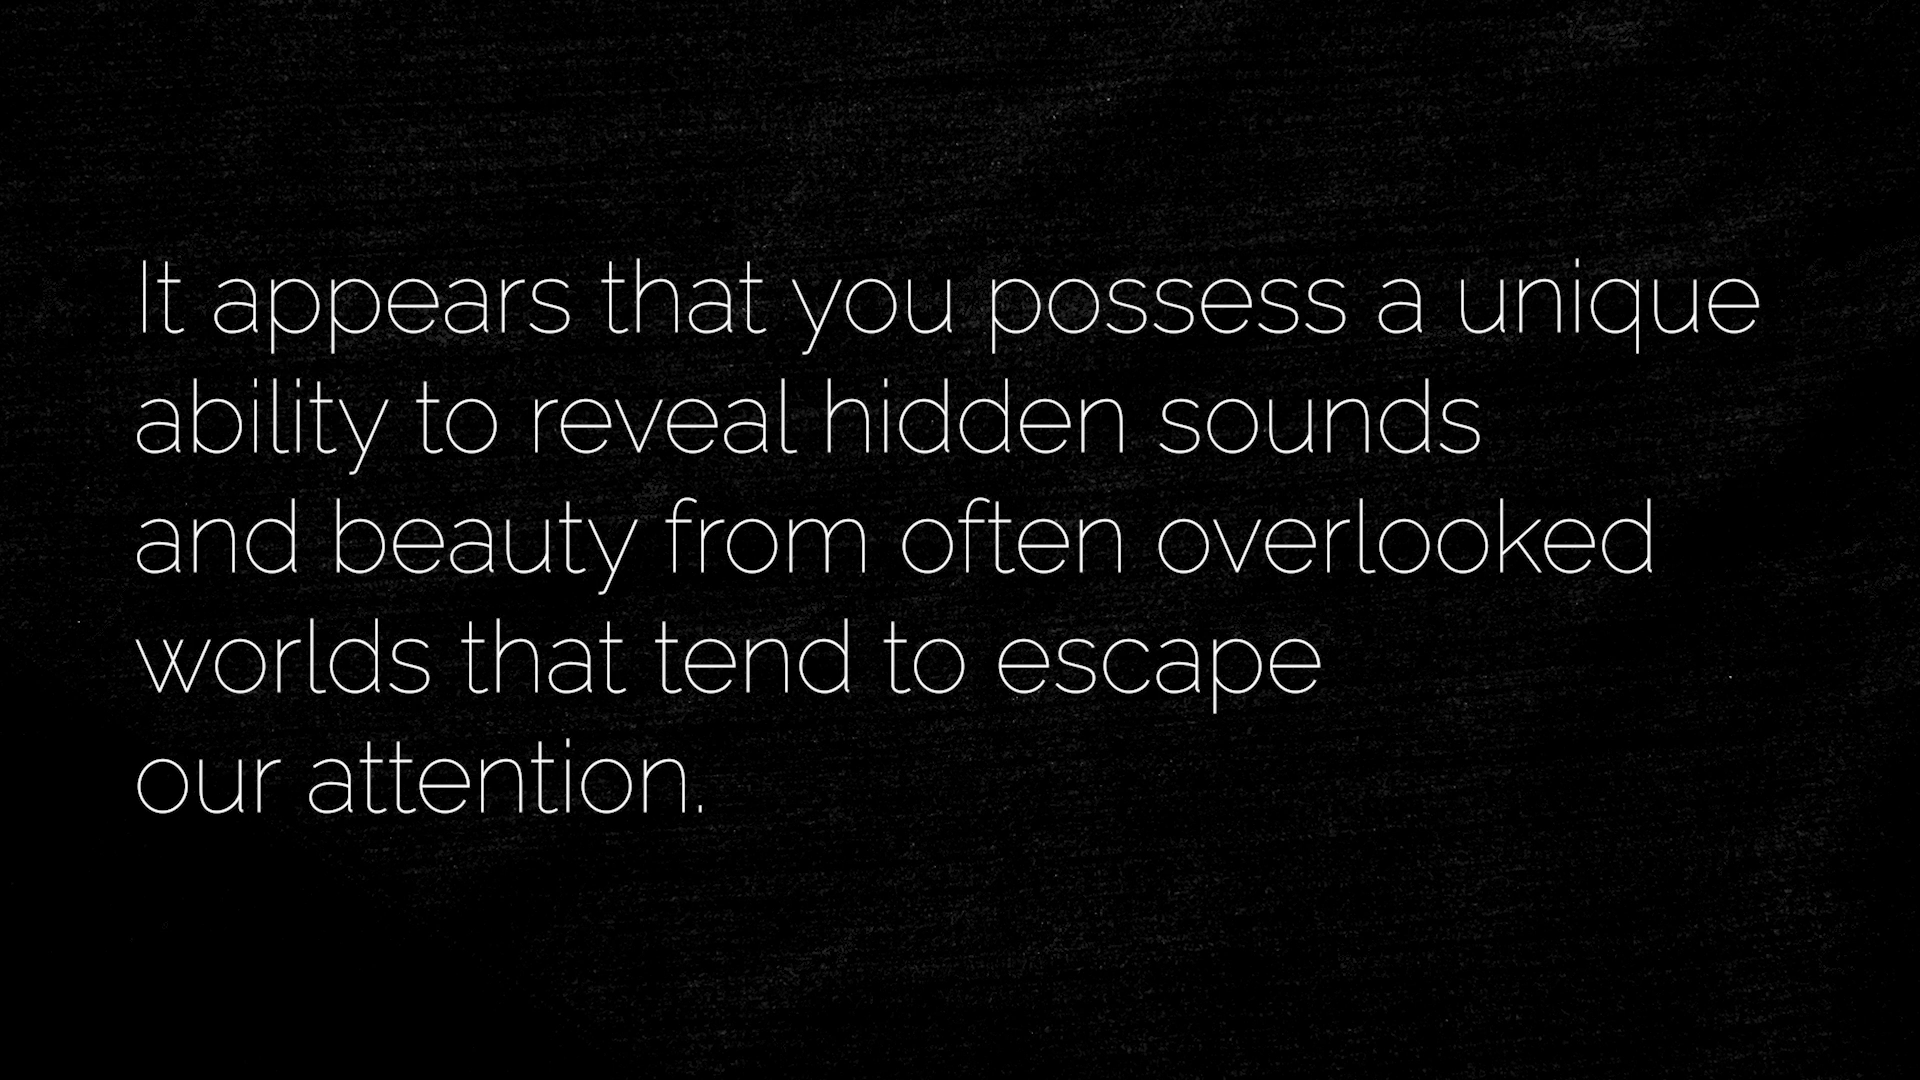 It appears that you possess a unique
ability to reveal hidden sounds
and beauty from often overlooked
worlds that tend to escape
our attention.